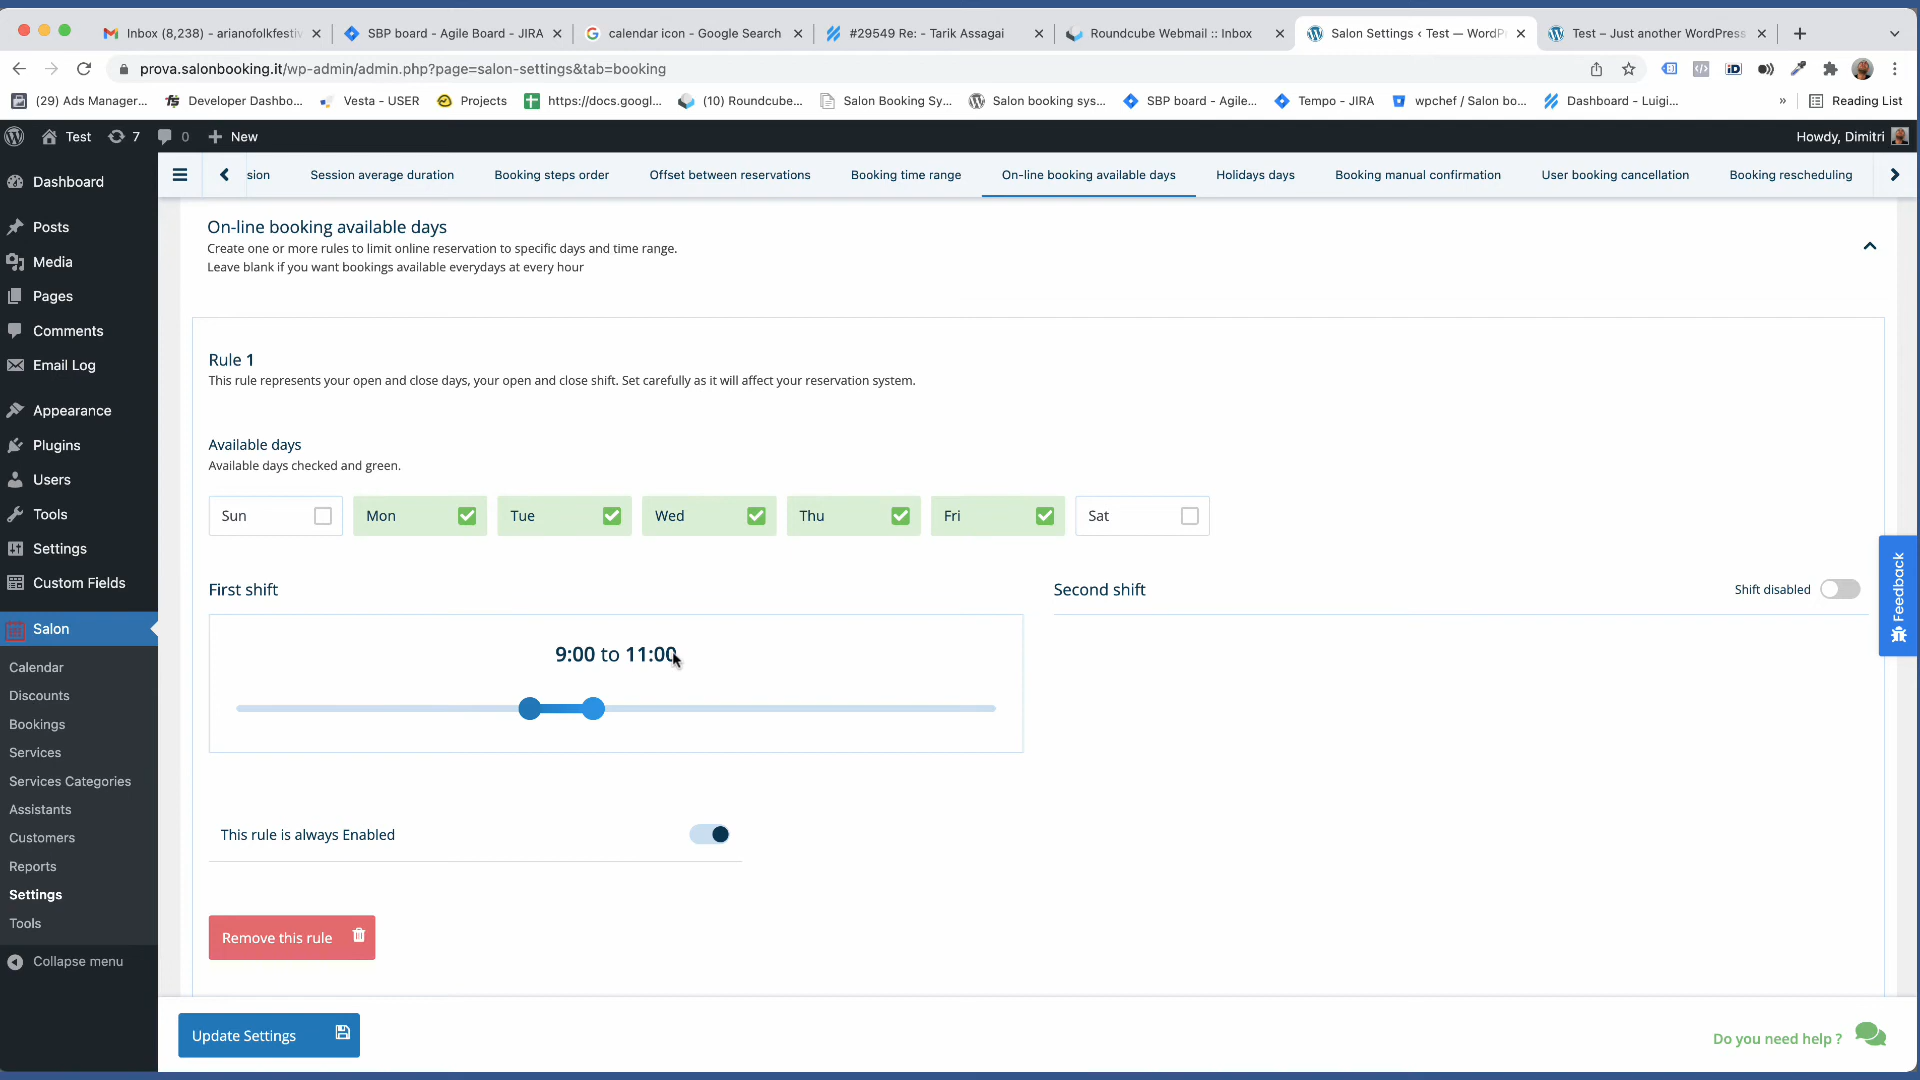 Inbox (8,238) - arianofolkfesti
SBP board - Agile Board - JIRA
calendar icon - Google Search
#29549 Re: - Tarik Assagai
Roundcube Webmail :: Inbox
Salon Settings ‹ Test — WordPr
Test – Just another WordPress
prova.salonbooking.it/wp-admin/admin.php?page=salon-settings&tab=booking
(29) Ads Manager...
Developer Dashbo...
Vesta - USER
Projects
https://docs.googl...
(10) Roundcube...
Salon Booking Sy...
Salon booking sys...
SBP board - Agile...
Tempo - JIRA
wpchef / Salon bo...
Dashboard - Luigi...
»
Reading List
Test
7
0
New
Howdy, Dimitri
sion
Session average duration
Booking steps order
Offset between reservations
Booking time range
On-line booking available days
Holidays days
Booking manual confirmation
User booking cancellation
Booking rescheduling
Dashboard
Posts
Media
Pages
Comments
Email Log
Appearance
Plugins
Users
Tools
Settings
Custom Fields
Salon
Calendar
Discounts
Bookings
Services
Services Categories
Assistants
Customers
Reports
Settings
Tools
Collapse menu
On-line booking available days
Create one or more rules to limit online reservation to specific days and time range.
Leave blank if you want bookings available everydays at every hour
Rule 1
This rule represents your open and close days, your open and close shift. Set carefully as it will affect your reservation system.
Available days
Available days checked and green.
Sun
Mon
Tue
Wed
Thu
Fri
Sat
First shift
Second shift
Shift disabled
9:00 to 11:00
This rule is always Enabled
Remove this rule
Update Settings
Do you need help ?
Feedback